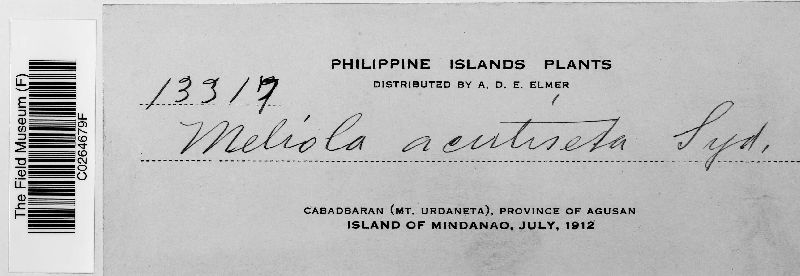 The Field Museum (F)
C0264679F
PHILIPPINE ISLANDS PLANTS
DISTRIBUTED BY A. D. E. ELMER
13317
Meliola acutiseta Syd.
CABADBARAN (MT. URDANETA), PROVINCE OF AGUSAN
ISLAND OF MINDANAO, JULY, 1912